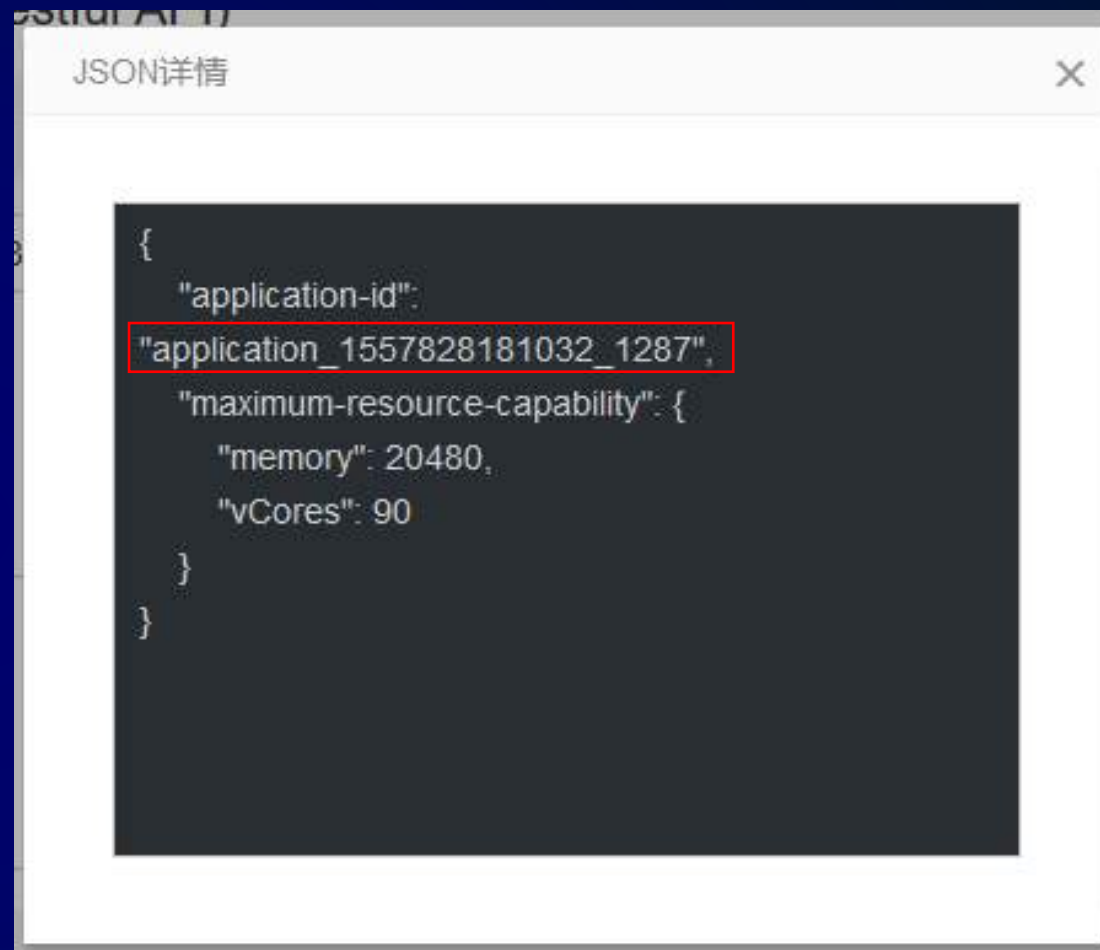 JSON详情
{
"application-id":
"application_1557828181032_1287",
"maximum-resource-capability": {
"memory": 20480,
"vCores": 90
}
}